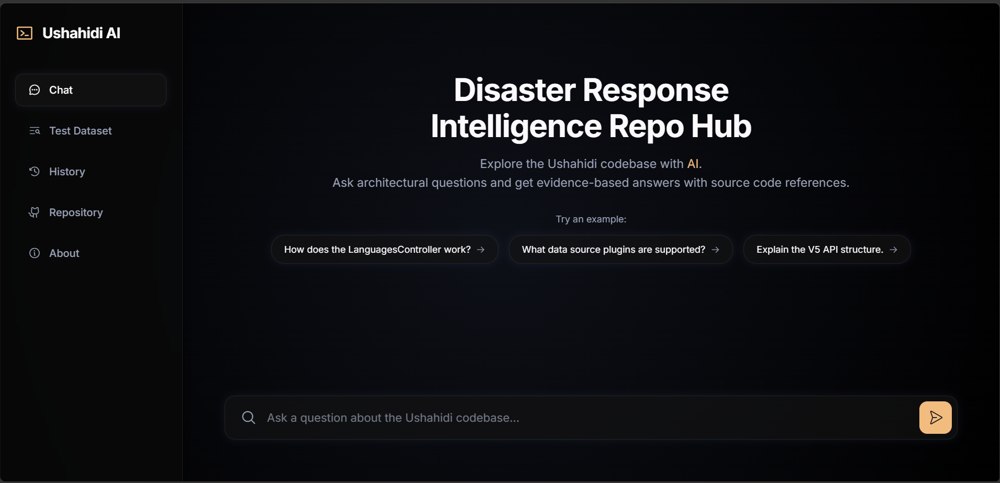 Ushahidi AI
Chat
Test Dataset
History
Repository
About
Disaster Response
Intelligence Repo Hub
Explore the Ushahidi codebase with AI.
Ask architectural questions and get evidence-based answers with source code references.
Try an example:
How does the LanguagesController work? →
What data source plugins are supported? →
Explain the V5 API structure. →
Ask a question about the Ushahidi codebase...